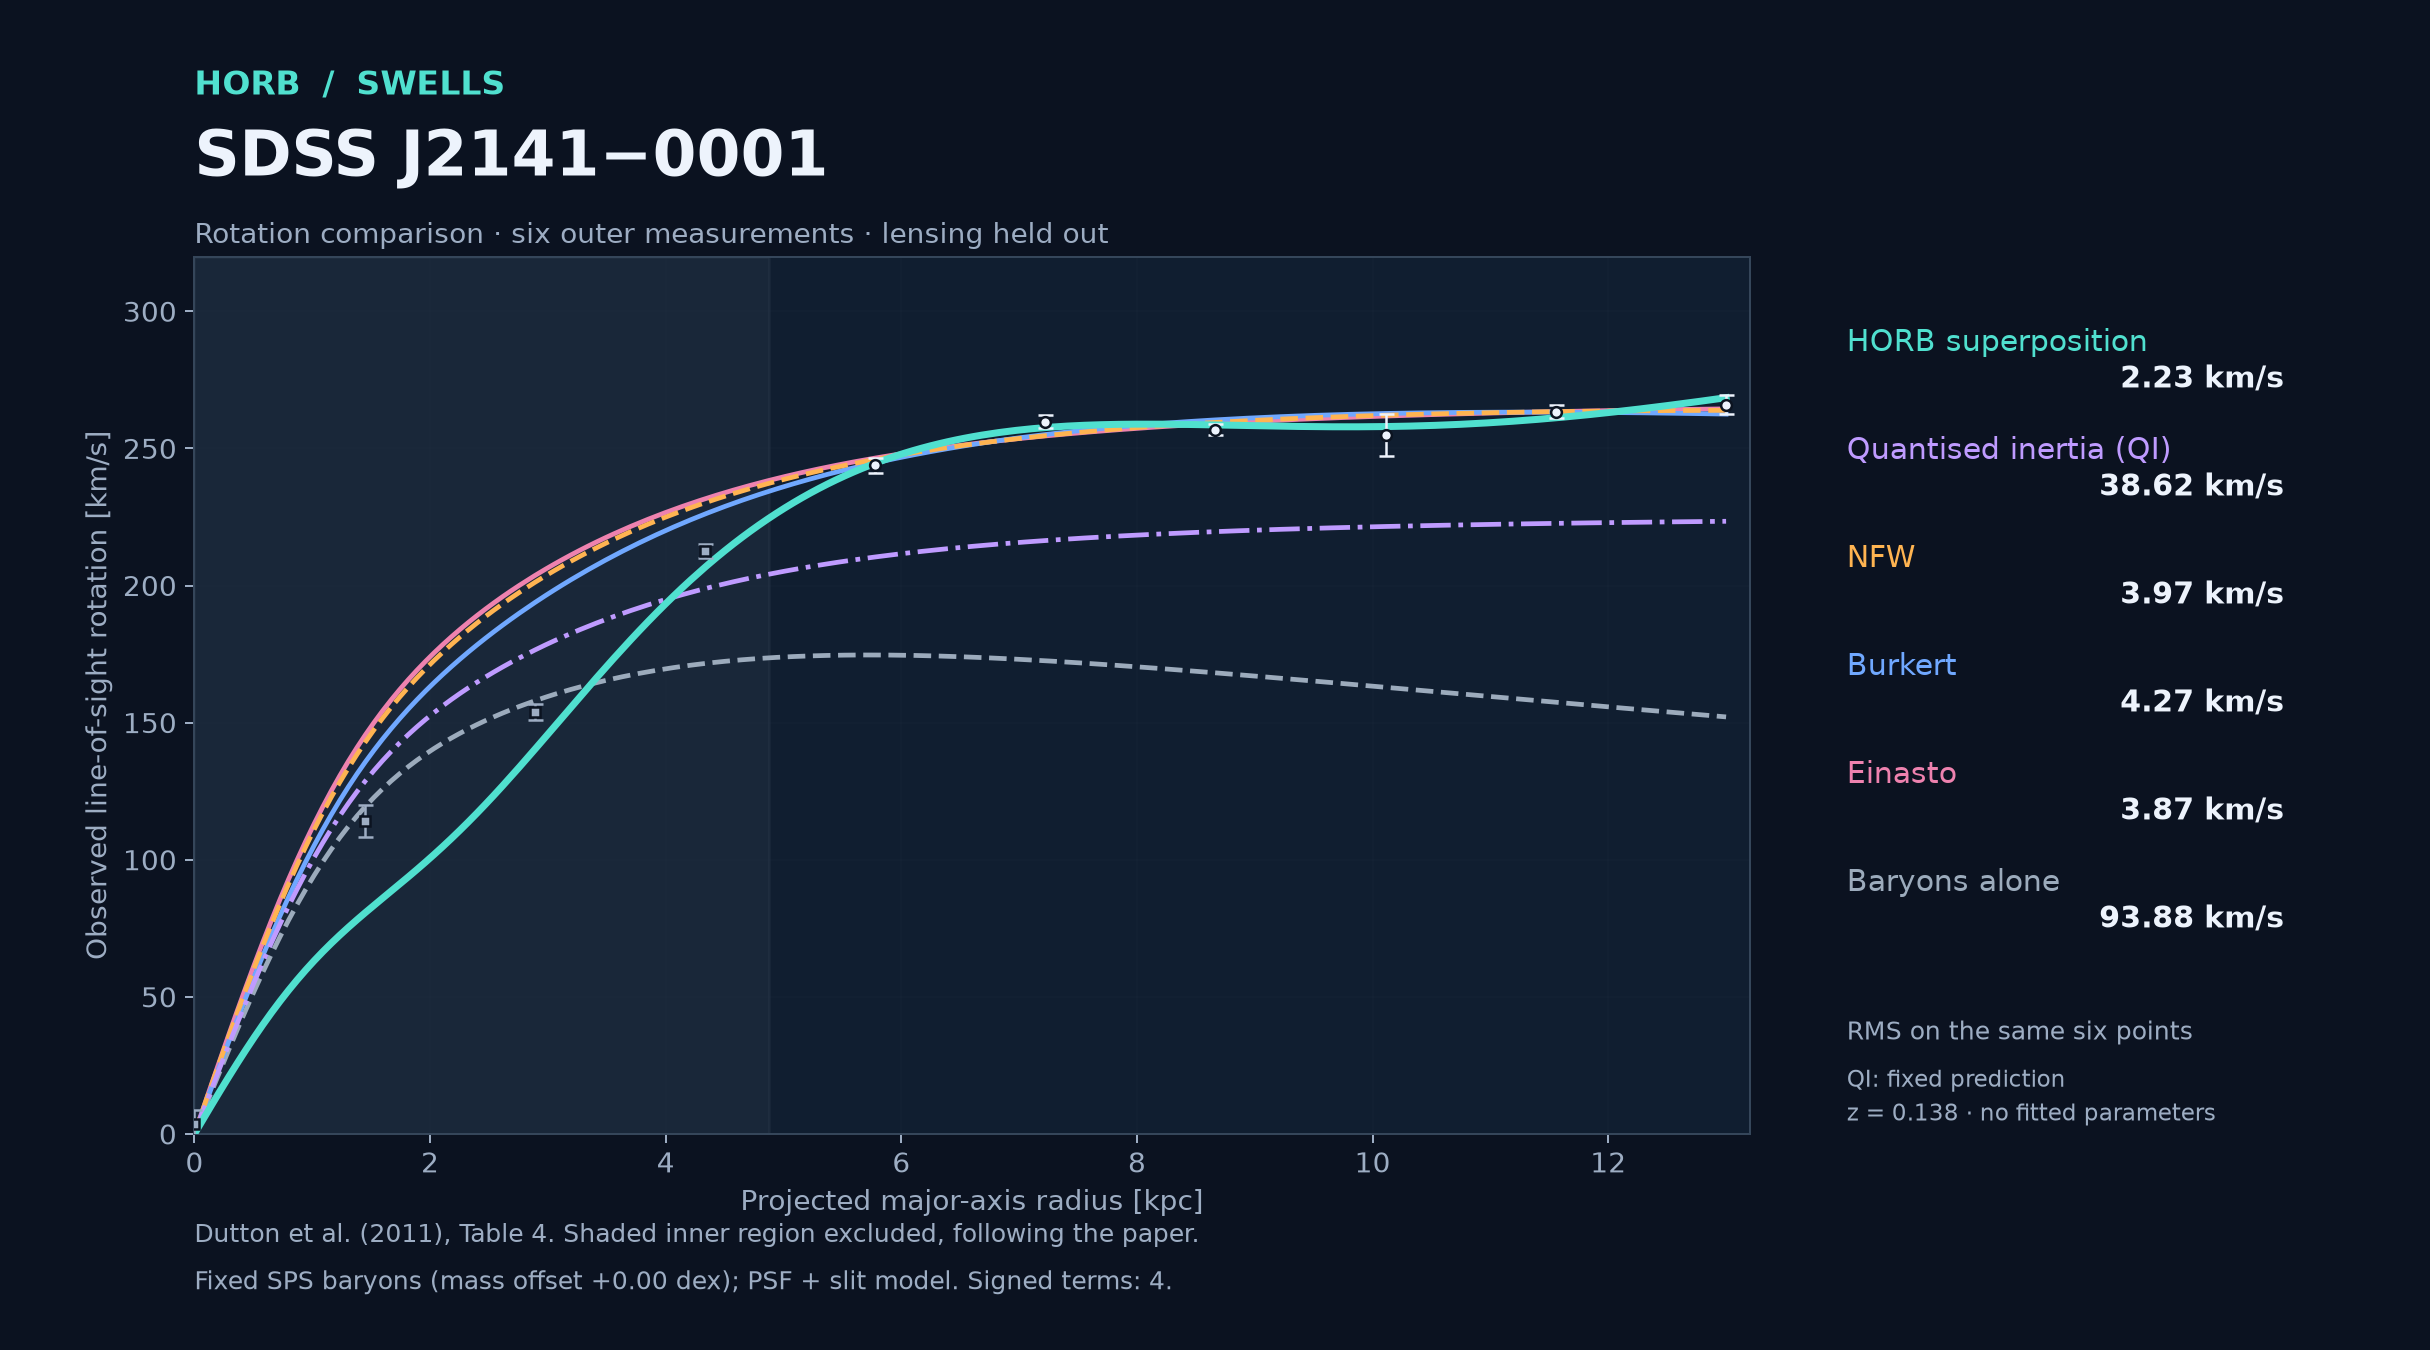 HORB / SWELLS
SDSS J2141−0001
Rotation comparison · six outer measurements · lensing held out
300
250
200
150
100
50
0
Observed line-of-sight rotation [km/s]
0 2 4 6 8 10 12
Projected major-axis radius [kpc]
HORB superposition
2.23 km/s
Quantised inertia (QI)
38.62 km/s
NFW
3.97 km/s
Burkert
4.27 km/s
Einasto
3.87 km/s
Baryons alone
93.88 km/s
RMS on the same six points
QI: fixed prediction
z = 0.138 · no fitted parameters
Dutton et al. (2011), Table 4. Shaded inner region excluded, following the paper.
Fixed SPS baryons (mass offset +0.00 dex); PSF + slit model. Signed terms: 4.